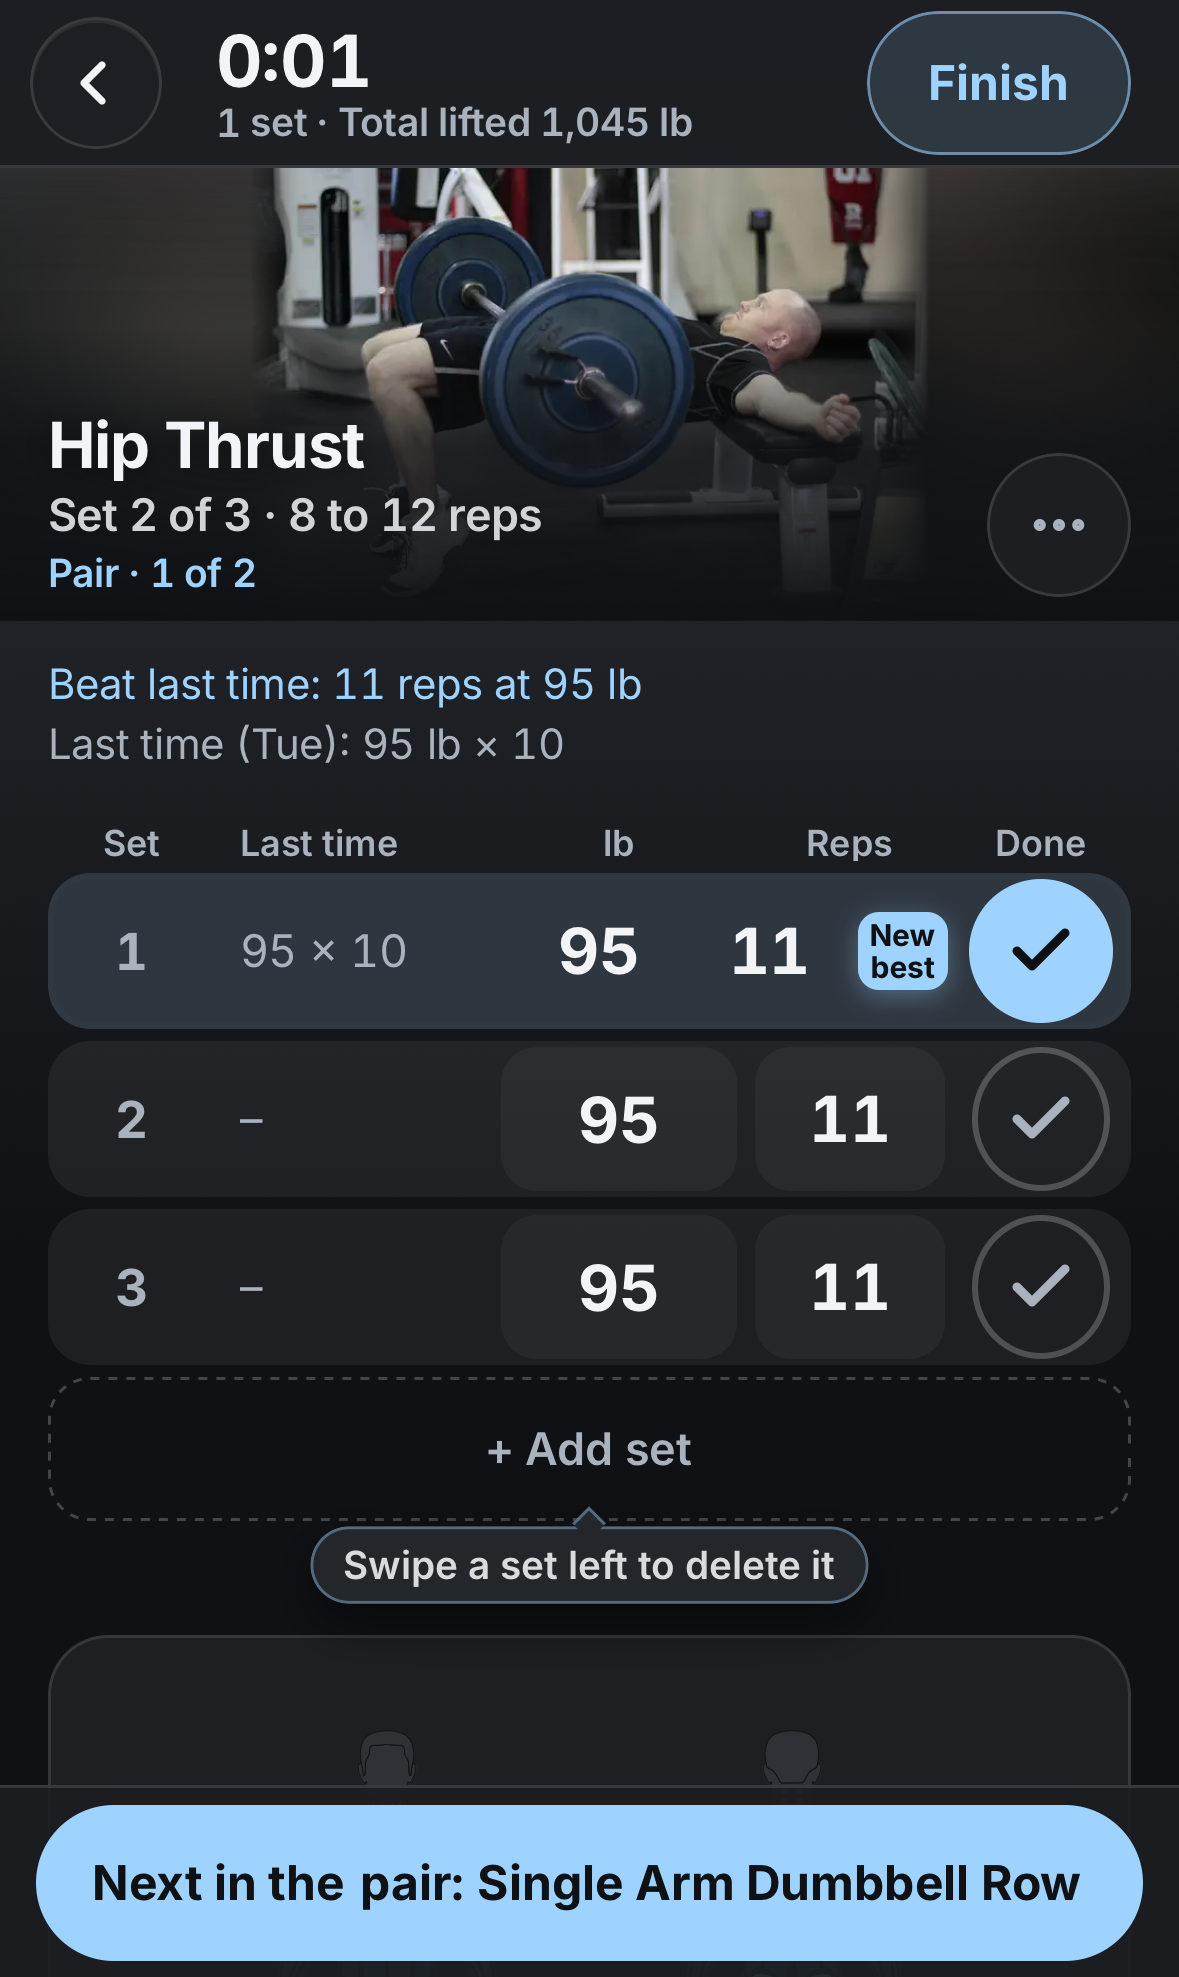 0:01
1 set · Total lifted 1,045 lb
Finish
Hip Thrust
Set 2 of 3 · 8 to 12 reps
Pair · 1 of 2
Beat last time: 11 reps at 95 lb
Last time (Tue): 95 lb × 10
Set Last time lb Reps Done
1 95 × 10 95 11 New best
2 – 95 11
3 – 95 11
+ Add set
Swipe a set left to delete it
Next in the pair: Single Arm Dumbbell Row